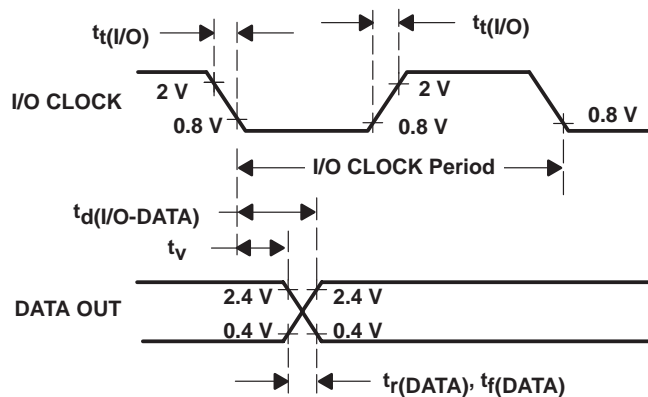 tt(I/O) tt(I/O)
2 V 2 V
I/O CLOCK
0.8 V 0.8 V 0.8 V
I/O CLOCK Period
td(I/O-DATA)
tv
2.4 V 2.4 V
DATA OUT
0.4 V 0.4 V
tr(DATA), tf(DATA)